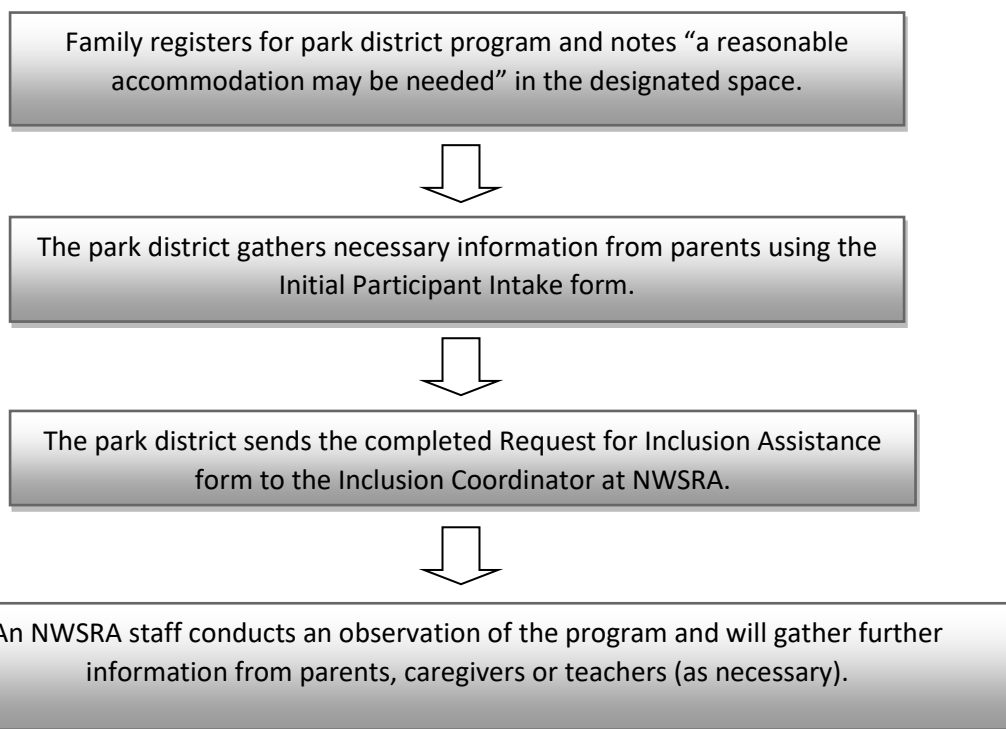 Family registers for park district program and notes “a reasonable
accommodation may be needed” in the designated space.
The park district gathers necessary information from parents using the
Initial Participant Intake form.
The park district sends the completed Request for Inclusion Assistance
form to the Inclusion Coordinator at NWSRA.
An NWSRA staff conducts an observation of the program and will gather further
information from parents, caregivers or teachers (as necessary).